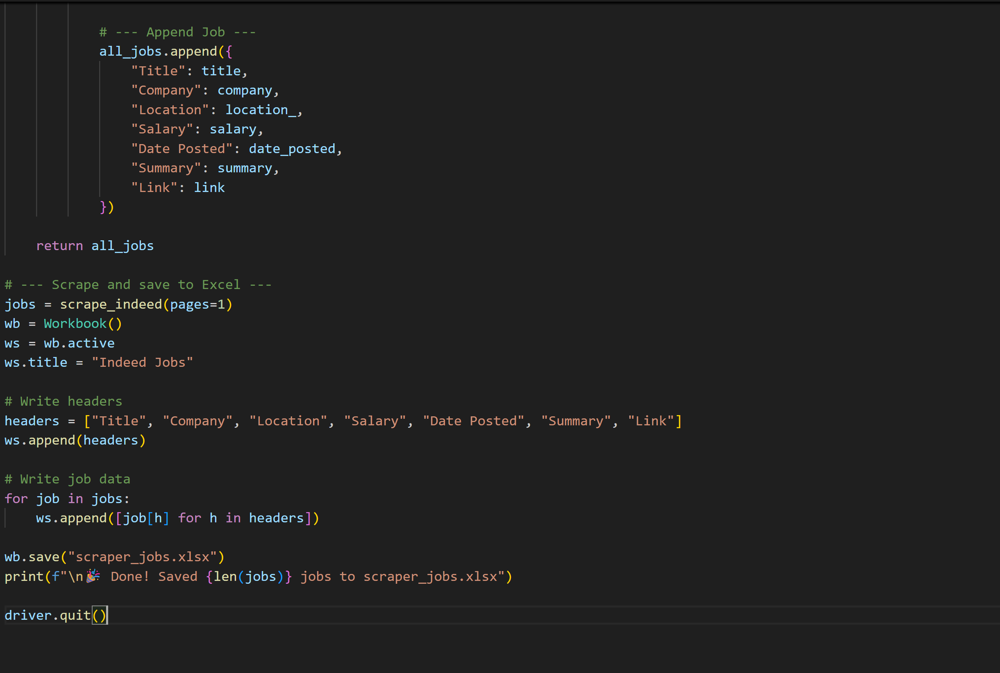 # --- Append Job ---
all_jobs.append({
"Title": title,
"Company": company,
"Location": location_,
"Salary": salary,
"Date Posted": date_posted,
"Summary": summary,
"Link": link
})
return all_jobs
# --- Scrape and save to Excel ---
jobs = scrape_indeed(pages=1)
wb = Workbook()
ws = wb.active
ws.title = "Indeed Jobs"
# Write headers
headers = ["Title", "Company", "Location", "Salary", "Date Posted", "Summary", "Link"]
ws.append(headers)
# Write job data
for job in jobs:
ws.append([job[h] for h in headers])
wb.save("scraper_jobs.xlsx")
print(f"\n🎉 Done! Saved {len(jobs)} jobs to scraper_jobs.xlsx")
driver.quit()